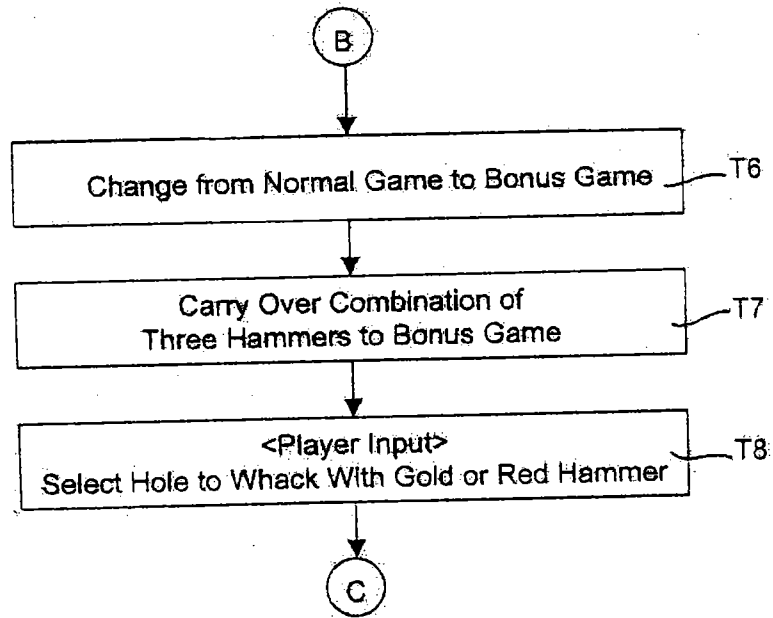 B
Change from Normal Game to Bonus Game
T6
Carry Over Combination of
Three Hammers to Bonus Game
T7
<Player Input>
Select Hole to Whack With Gold or Red Hammer
T8
C